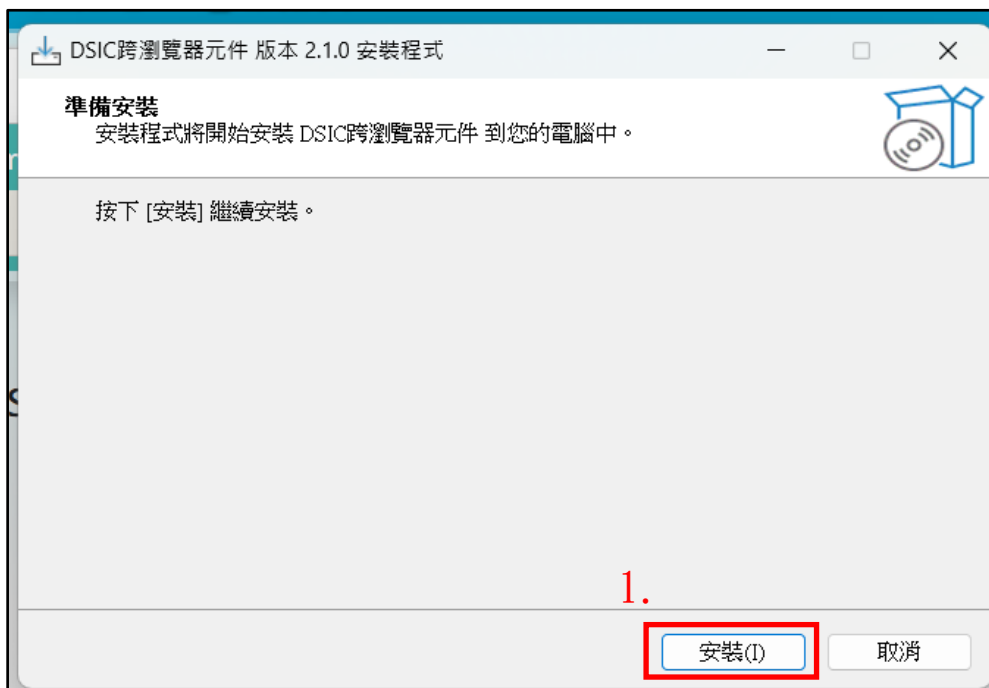 DSIC跨瀏覽器元件 版本 2.1.0 安裝程式
準備安裝
安裝程式將開始安裝 DSIC跨瀏覽器元件 到您的電腦中。
按下 [安裝] 繼續安裝。
1.
安裝(I)
取消